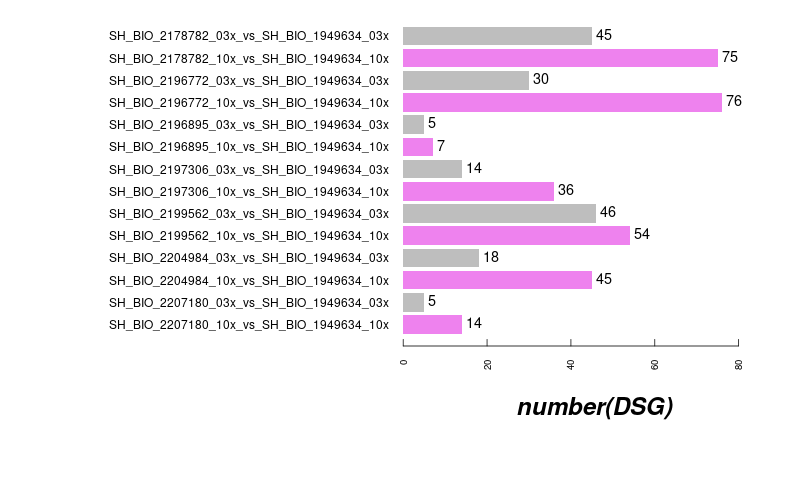 SH_BIO_2178782_03x_vs_SH_BIO_1949634_03x 45
SH_BIO_2178782_10x_vs_SH_BIO_1949634_10x 75
SH_BIO_2196772_03x_vs_SH_BIO_1949634_03x 30
SH_BIO_2196772_10x_vs_SH_BIO_1949634_10x 76
SH_BIO_2196895_03x_vs_SH_BIO_1949634_03x 5
SH_BIO_2196895_10x_vs_SH_BIO_1949634_10x 7
SH_BIO_2197306_03x_vs_SH_BIO_1949634_03x 14
SH_BIO_2197306_10x_vs_SH_BIO_1949634_10x 36
SH_BIO_2199562_03x_vs_SH_BIO_1949634_03x 46
SH_BIO_2199562_10x_vs_SH_BIO_1949634_10x 54
SH_BIO_2204984_03x_vs_SH_BIO_1949634_03x 18
SH_BIO_2204984_10x_vs_SH_BIO_1949634_10x 45
SH_BIO_2207180_03x_vs_SH_BIO_1949634_03x 5
SH_BIO_2207180_10x_vs_SH_BIO_1949634_10x 14
0 20 40 60 80
number(DSG)